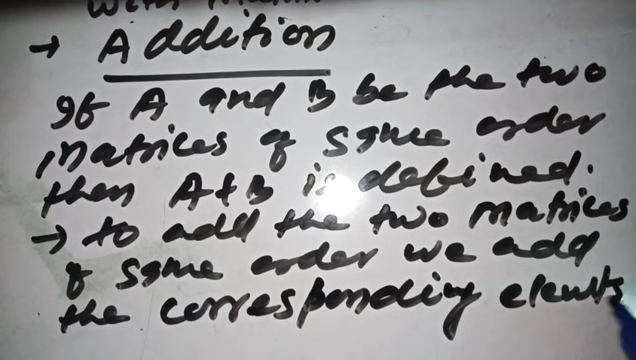 with
→ Addition
If A and B be the two
matrices of same order
then A+B is defined.
→ to add the two matrices
of same order we add
the corresponding